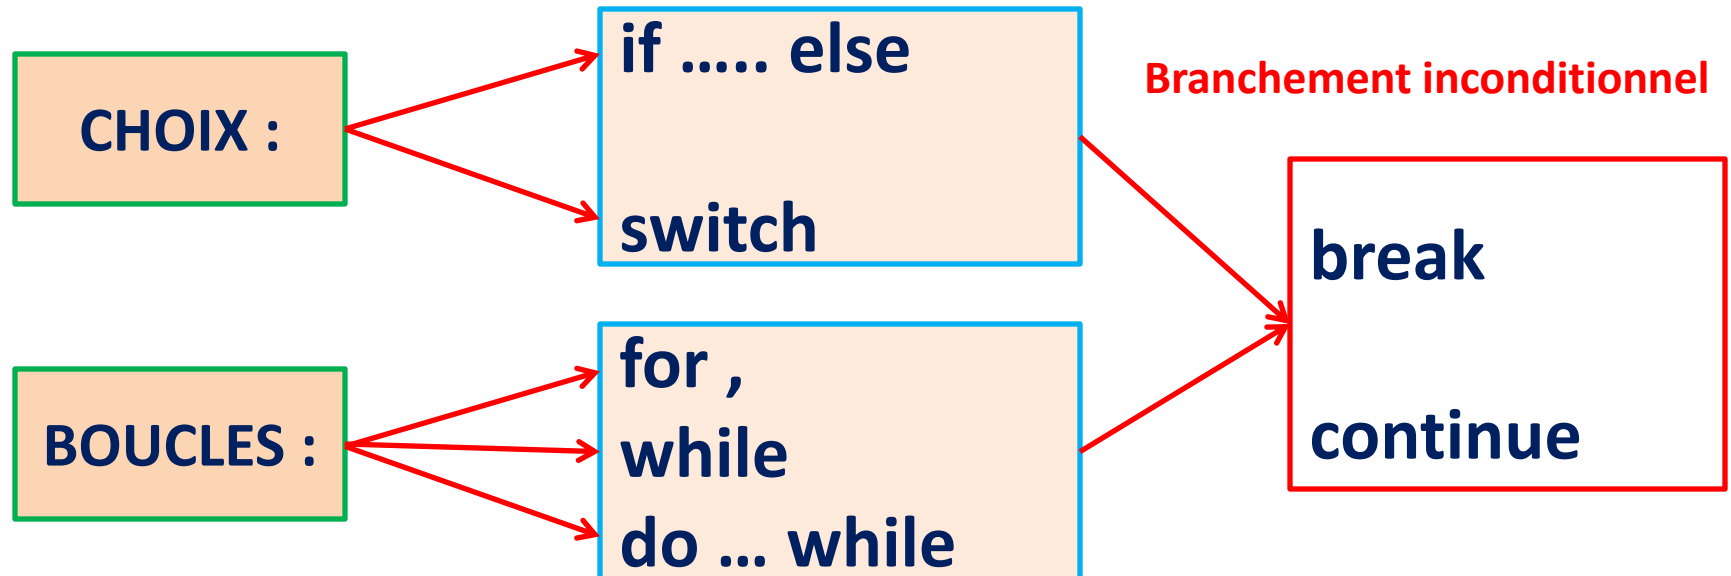 CHOIX :
if ..... else
switch
Branchement inconditionnel
break
continue
BOUCLES :
for ,
while
do ... while